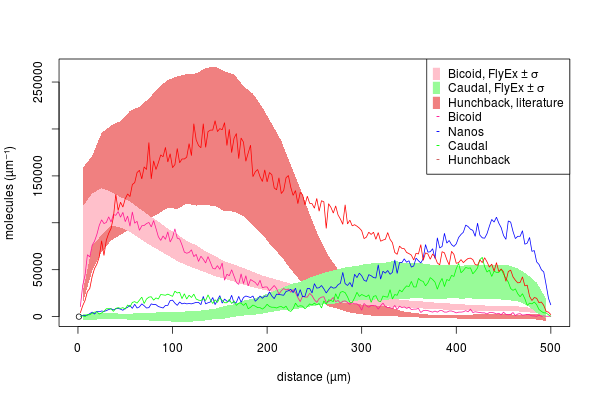 Bicoid, FlyEx ± σ
Caudal, FlyEx ± σ
Hunchback, literature
Bicoid
Nanos
Caudal
Hunchback
molecules (µm⁻¹)
250000
150000
50000
0
0
100
200
300
400
500
distance (µm)